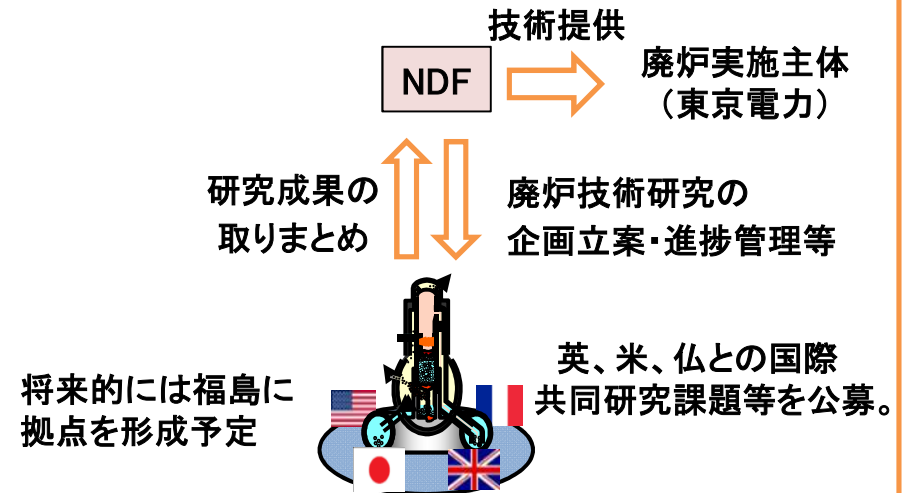 技術提供
NDF
廃炉実施主体
（東京電力）
研究成果の
取りまとめ
廃炉技術研究の
企画立案・進捗管理等
将来的には福島に
拠点を形成予定
英、米、仏との国際
共同研究課題等を公募。